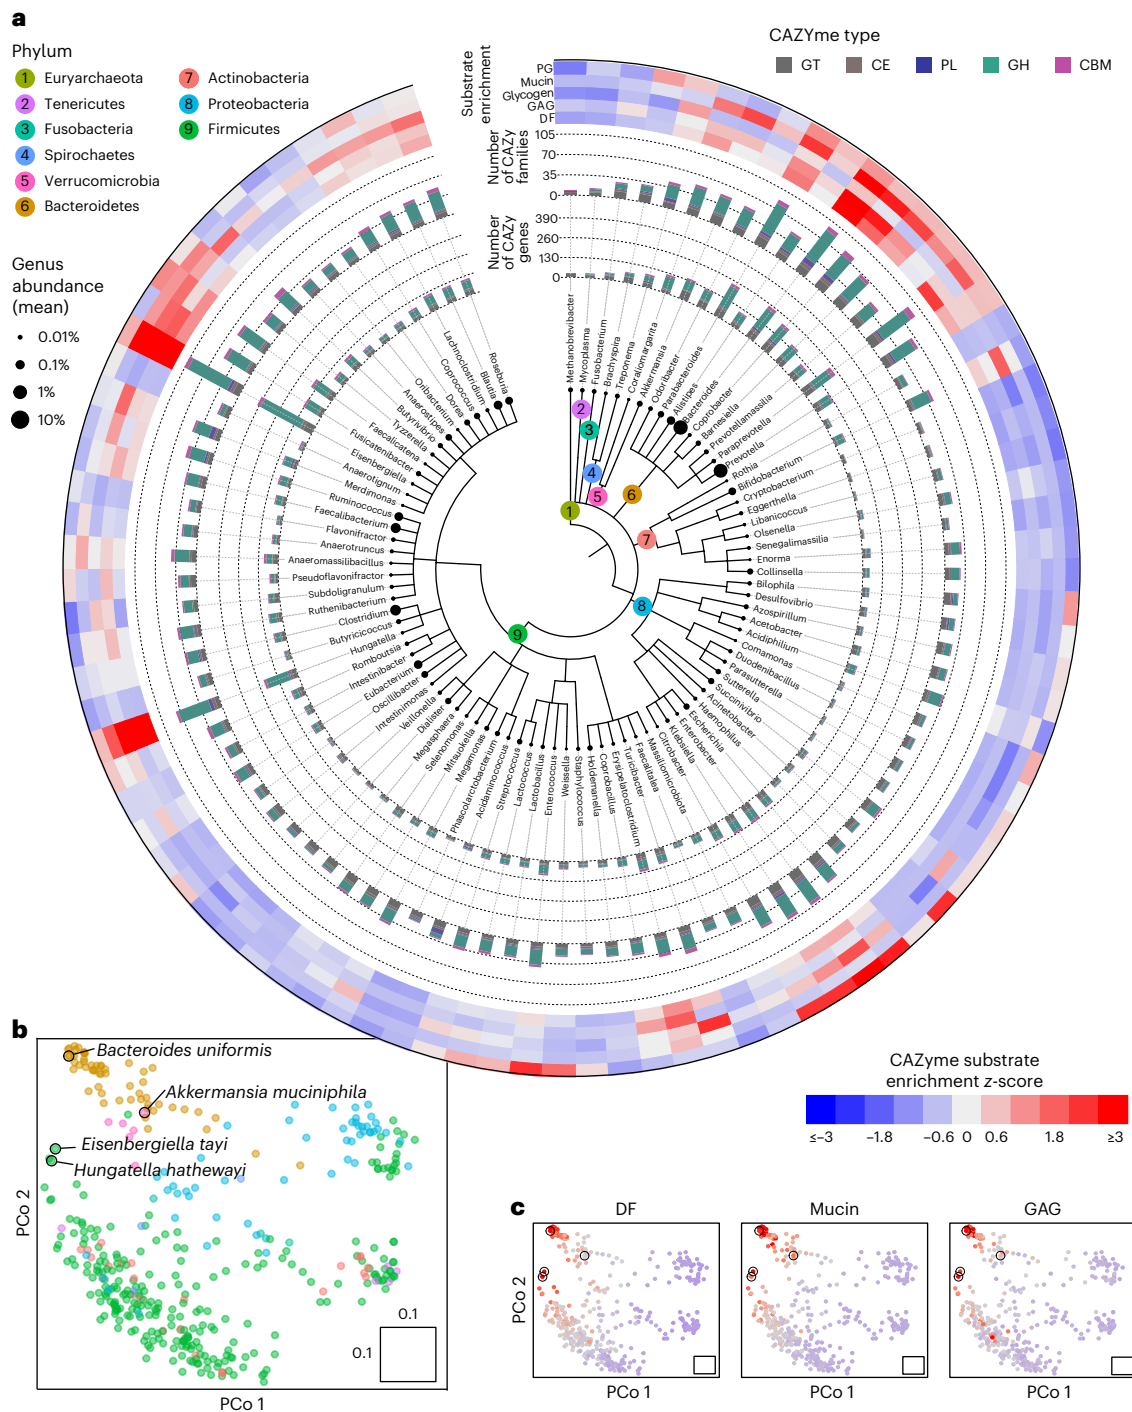 a
Phylum
1 Euryarchaeota
2 Tenericutes
3 Fusobacteria
4 Spirochaetes
5 Verrucomicrobia
6 Bacteroidetes
7 Actinobacteria
8 Proteobacteria
9 Firmicutes
Genus
abundance
(mean)
0.01%
0.1%
1%
10%
CAZYme type
GT
CE
PL
GH
CBM
Substrate
enrichment
PG
Mucin
Glycogen
GAG
DF
Number
of CAZy
families
105
70
35
0
Number
of CAZy
genes
390
260
130
0
Methanobrevibacter
Mycoplasma
Fusobacterium
Brachyspira
Treponema
Coraliomargarita
Akkermansia
Odoribacter
Parabacteroides
Alistipes
Bacteroides
Coprobacter
Barnesiella
Prevotellamassilia
Paraprevotella
Prevotella
Rothia
Bifidobacterium
Cryptobacterium
Eggerthella
Libanicoccus
Olsenella
Senegalimassilia
Enorma
Collinsella
Bilophila
Desulfovibrio
Azospirillum
Acetobacter
Acidiphilium
Comamonas
Duodenibacillus
Parasutterella
Sutterella
Succinivibrio
Acinetobacter
Haemophilus
Escherichia
Enterobacter
Klebsiella
Citrobacter
Massiliomicrobiota
Faecalitalea
Turicibacter
Erysipelatoclostridium
Coprobacillus
Holdemanella
Staphylococcus
Weissella
Enterococcus
Lactobacillus
Lactococcus
Streptococcus
Acidaminococcus
Phascolarctobacterium
Megamonas
Mitsuokella
Selenomonas
Megasphaera
Dialister
Veillonella
Intestinimonas
Oscillibacter
Eubacterium
Intestinibacter
Romboutsia
Hungatella
Butyricicoccus
Clostridium
Ruthenibacterium
Subdoligranulum
Pseudoflavonifractor
Anaeromassilibacillus
Anaerotruncus
Flavonifractor
Faecalibacterium
Ruminococcus
Merdimonas
Anaerotignum
Eisenbergiella
Fusicatenibacter
Faecalicatena
Tyzzerella
Butyrivibrio
Anaerostipes
Oribacterium
Dorea
Coprococcus
Lachnoclostridium
Blautia
Roseburia
1
2
3
4
5
6
7
8
9
b
Bacteroides uniformis
Akkermansia muciniphila
Eisenbergiella tayi
Hungatella hathewayi
PCo 2
0.1
0.1
PCo 1
CAZyme substrate
enrichment z-score
≤–3
–1.8
–0.6
0
0.6
1.8
≥3
c
DF
Mucin
GAG
PCo 2
PCo 1
PCo 1
PCo 1